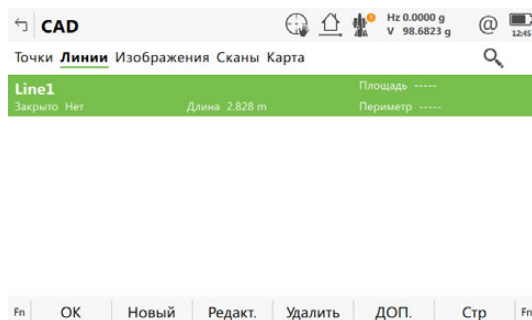 CAD Hz 0.0000 g
V 98.6823 g @ 12:45
Точки Линии Изображения Сканы Карта
Line1 Площадь -----
Закрыто Нет Длина 2.828 m Периметр -----
Fn OK Новый Редакт. Удалить ДОП. Стр Fn